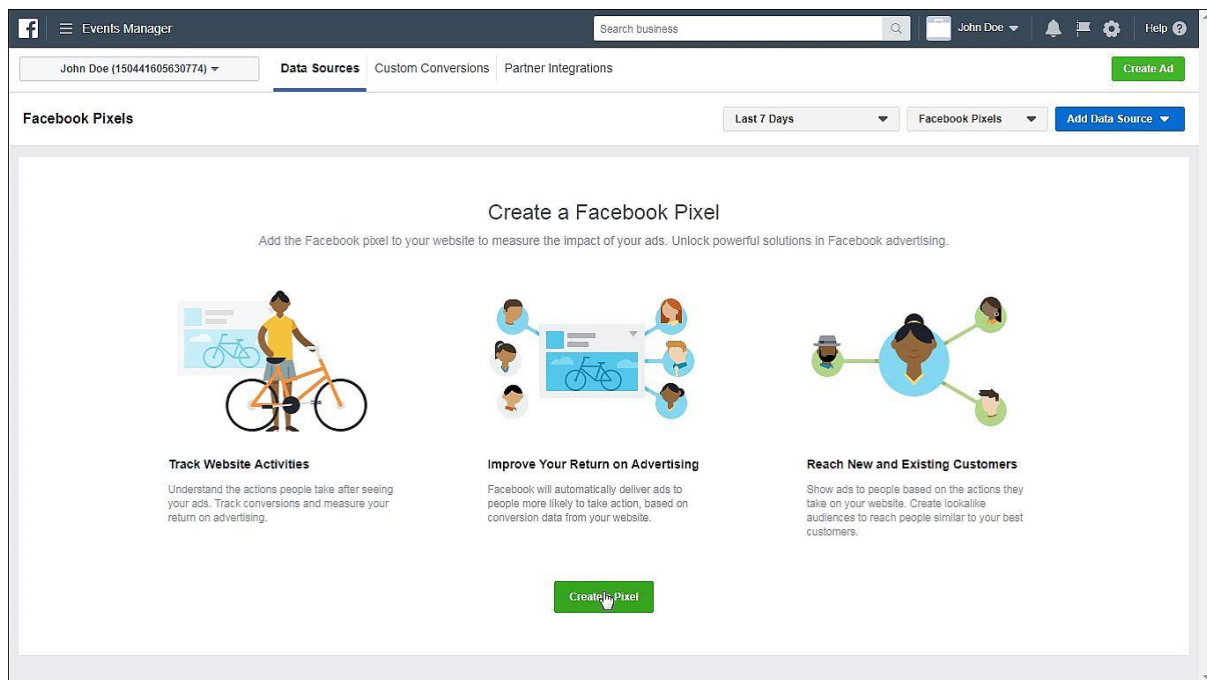 f
Events Manager
Search business
John Doe
Help
John Doe (150441605630774)
Data Sources
Custom Conversions
Partner Integrations
Create Ad
Facebook Pixels
Last 7 Days
Facebook Pixels
Add Data Source
Create a Facebook Pixel
Add the Facebook pixel to your website to measure the impact of your ads. Unlock powerful solutions in Facebook advertising.
Track Website Activities
Understand the actions people take after seeing
your ads. Track conversions and measure your
return on advertising.
Improve Your Return on Advertising
Facebook will automatically deliver ads to
people more likely to take action, based on
conversion data from your website.
Reach New and Existing Customers
Show ads to people based on the actions they
take on your website. Create lookalike
audiences to reach people similar to your best
customers.
Create a Pixel